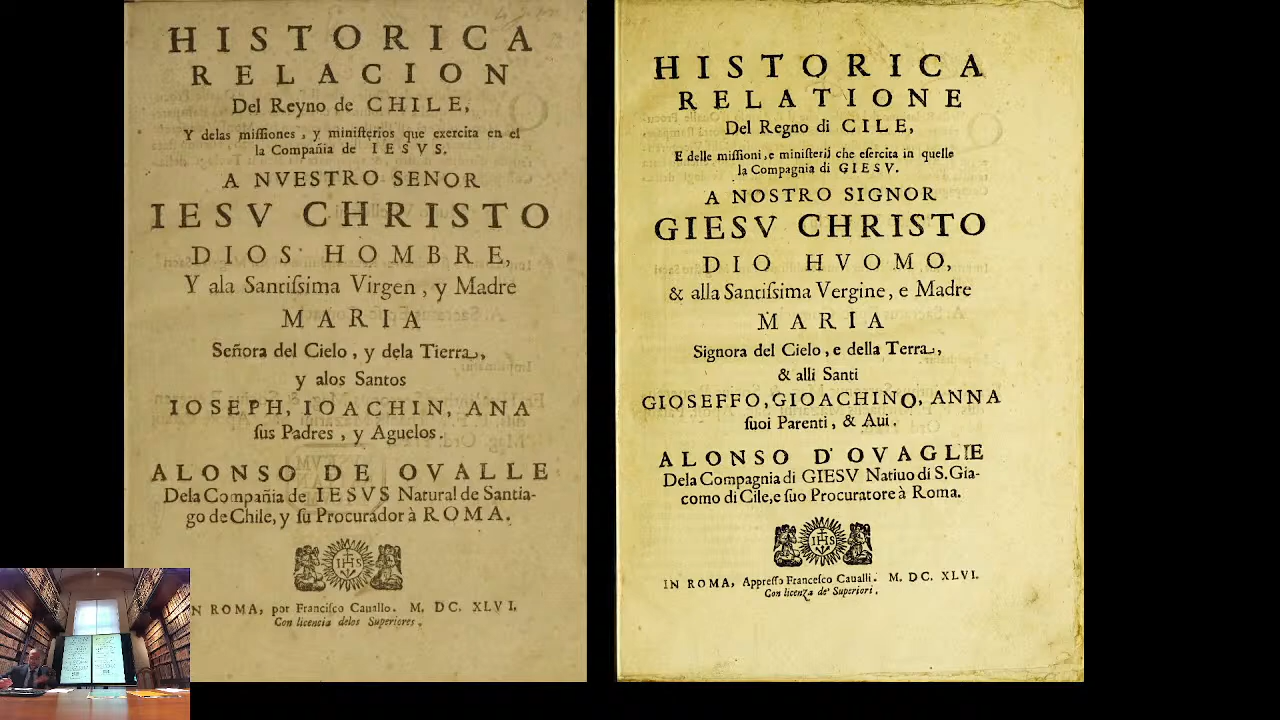 HISTORICA
RELACION
Del Reyno de CHILE,
Y delas missiones, y ministerios que exercita en el
la Compañia de IESVS.
A NVESTRO SENOR
IESV CHRISTO
DIOS HOMBRE,
Y ala Santissima Virgen, y Madre
MARIA
Señora del Cielo, y dela Tierra,
y alos Santos
IOSEPH, IOACHIN, ANA
sus Padres, y Aguelos.
ALONSO DE OVALLE
Dela Compañia de IESVS Natural de Santia-
go de Chile, y su Procurador à ROMA.
IHS
N ROMA, por Francisco Cauallo. M. DC. XLVI.
Con licencia delos Superiores.
HISTORICA
RELATIONE
Del Regno di CILE,
E delle missioni, e ministerij che esercita in quelle
la Compagnia di GIESV.
A NOSTRO SIGNOR
GIESV CHRISTO
DIO HVOMO,
& alla Santissima Vergine, e Madre
MARIA
Signora del Cielo, e della Terra,
& alli Santi
GIOSEFFO, GIOACHINO, ANNA
suoi Parenti, & Aui.
ALONSO D' OVAGLIE
Dela Compagnia di GIESV Natiuo di S. Gia-
como di Cile, e suo Procuratore à Roma.
IHS
IN ROMA, Appresso Francesco Caualli. M. DC. XLVI.
Con licenza de' Superiori.